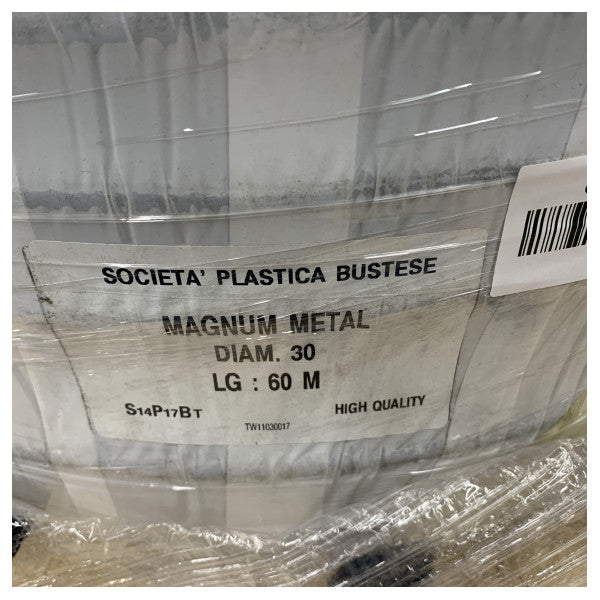 SOCIETA' PLASTICA BUSTESE
MAGNUM METAL
DIAM. 30
LG : 60 M
S14P17BT
HIGH QUALITY
TW11030017